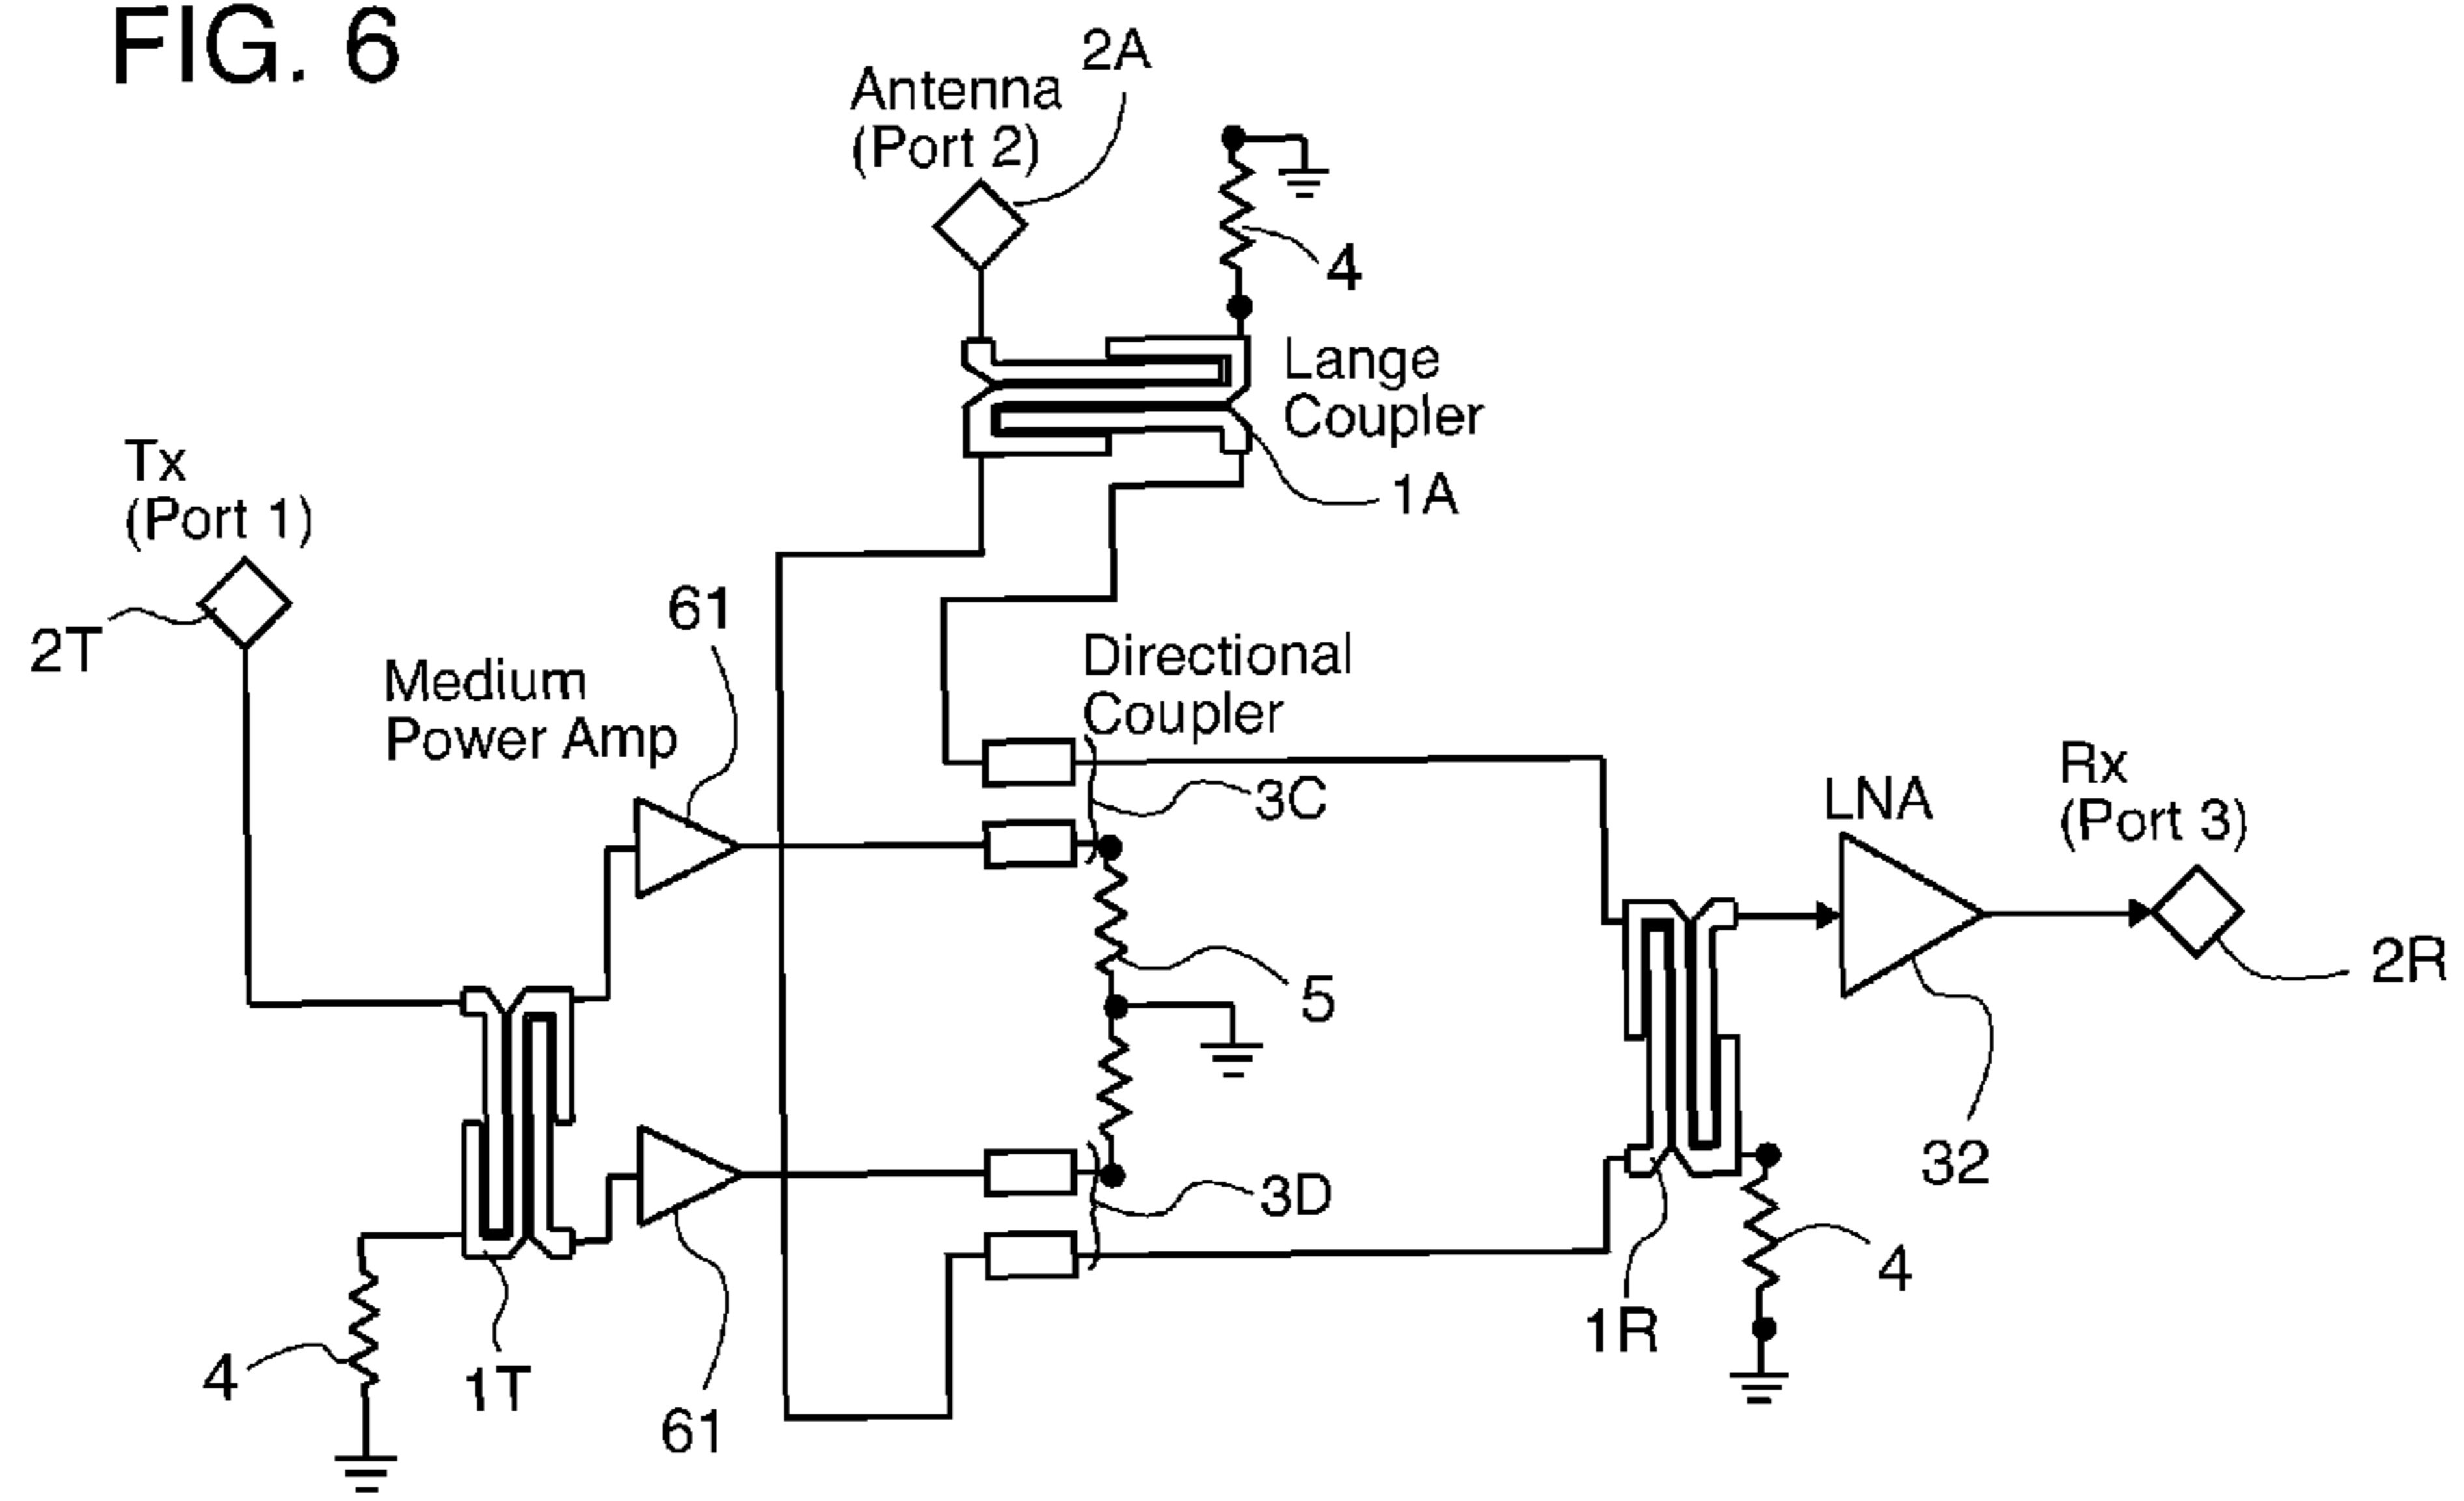 FIG. 6
2A
Antenna
(Port 2)
4
Lange
Coupler
1A
Tx
(Port 1)
2T
61
Medium
Power Amp
Directional
Coupler
3C
LNA
Rx
(Port 3)
2R
5
32
3D
4
1R
4
1T
61